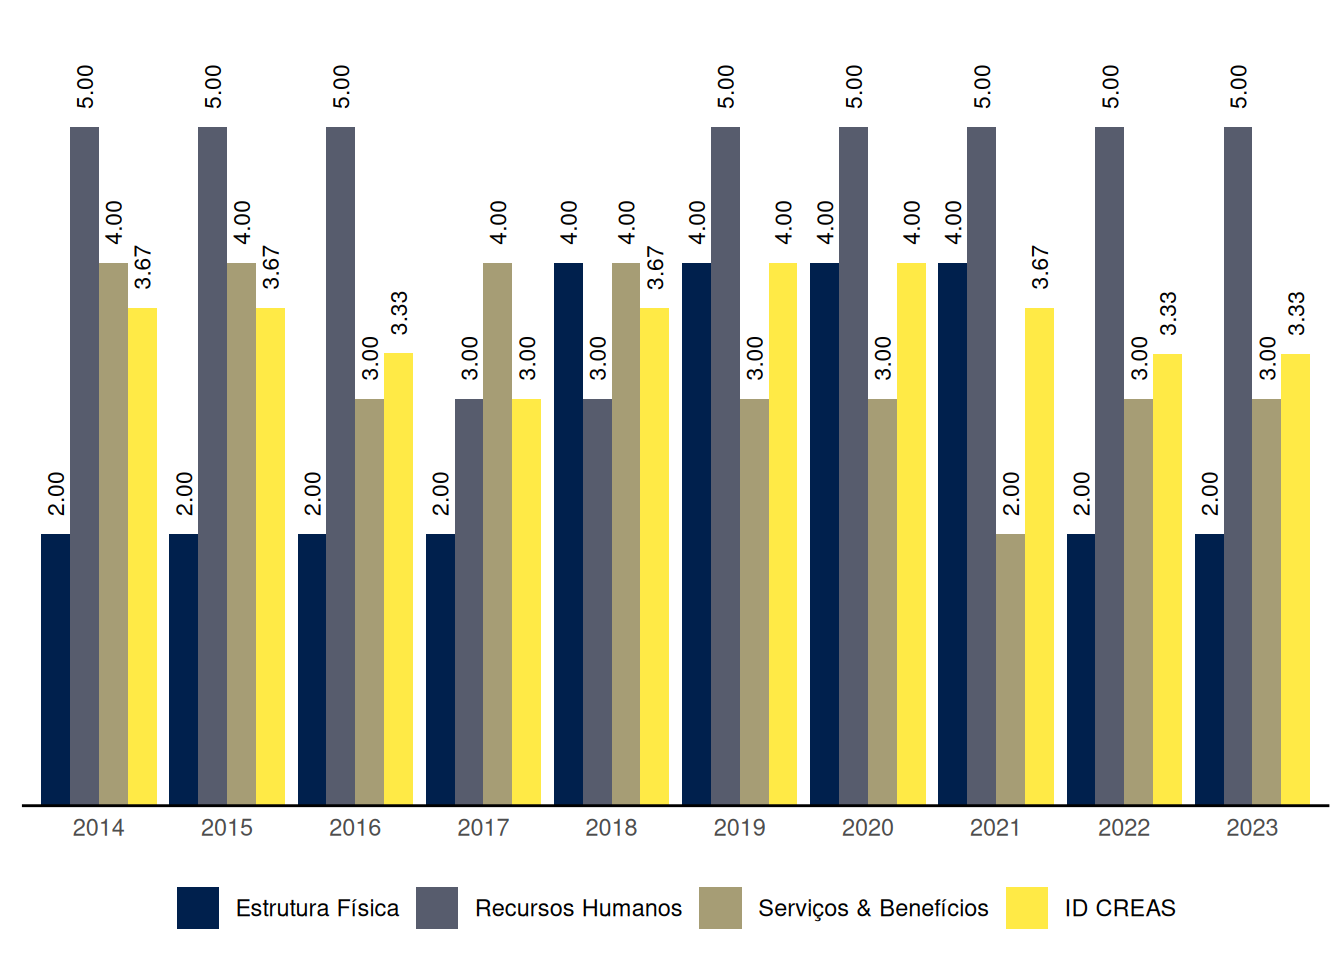 5.00 5.00 5.00 5.00 5.00 5.00 5.00 5.00
4.00 4.00 4.00 4.00 4.00 4.00 4.00 4.00 4.00 4.00
3.67 3.67 3.67 3.67
3.33 3.33 3.33
3.00 3.00 3.00 3.00 3.00 3.00 3.00 3.00
2.00 2.00 2.00 2.00 2.00 2.00 2.00
2014 2015 2016 2017 2018 2019 2020 2021 2022 2023
Estrutura Física Recursos Humanos Serviços & Benefícios ID CREAS